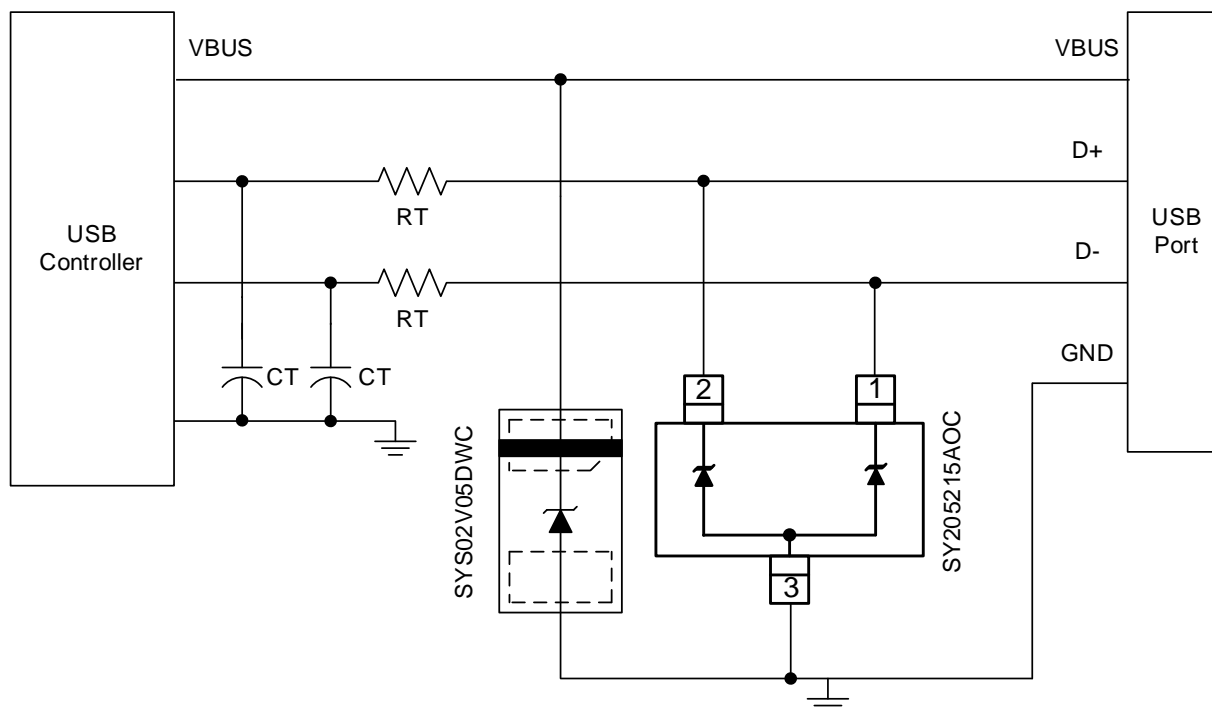 VBUS
VBUS
D+
RT
USB
Controller
D-
USB
Port
RT
GND
CT
CT
2
1
SYS02V05DWC
SY205215AOC
3